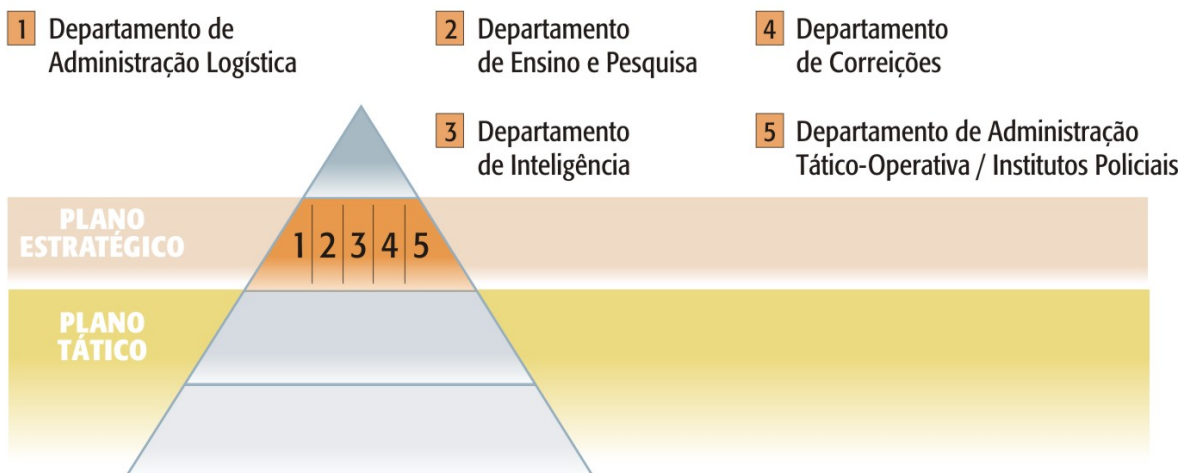 1 Departamento de
Administração Logística
2 Departamento
de Ensino e Pesquisa
3 Departamento
de Inteligência
4 Departamento
de Correições
5 Departamento de Administração
Tático-Operativa / Institutos Policiais
PLANO
ESTRATÉGICO
1 2 3 4 5
PLANO
TÁTICO